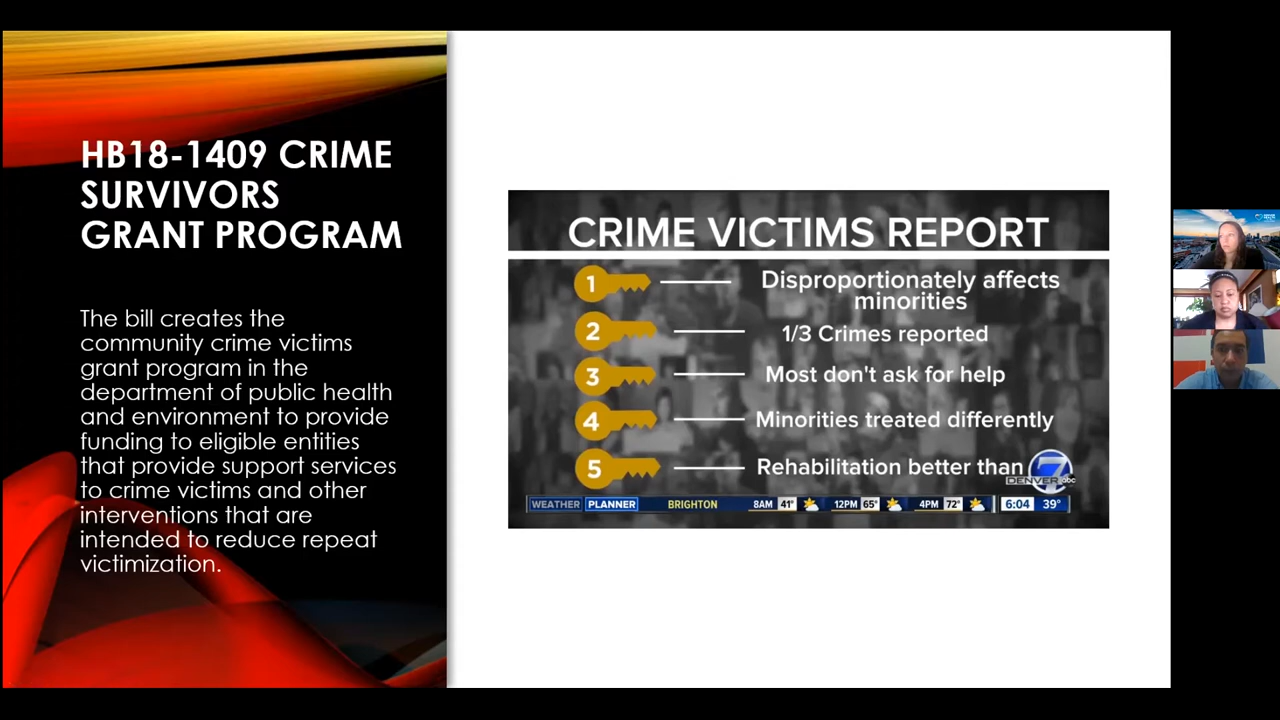 HB18-1409 CRIME
SURVIVORS
GRANT PROGRAM
The bill creates the
community crime victims
grant program in the
department of public health
and environment to provide
funding to eligible entities
that provide support services
to crime victims and other
interventions that are
intended to reduce repeat
victimization.
CRIME VICTIMS REPORT
1 Disproportionately affects
minorities
2 1/3 Crimes reported
3 Most don't ask for help
4 Minorities treated differently
5 Rehabilitation better than
7
DENVER abc
WEATHER PLANNER BRIGHTON 8AM 41° 12PM 65° 4PM 72° 6:04 39°